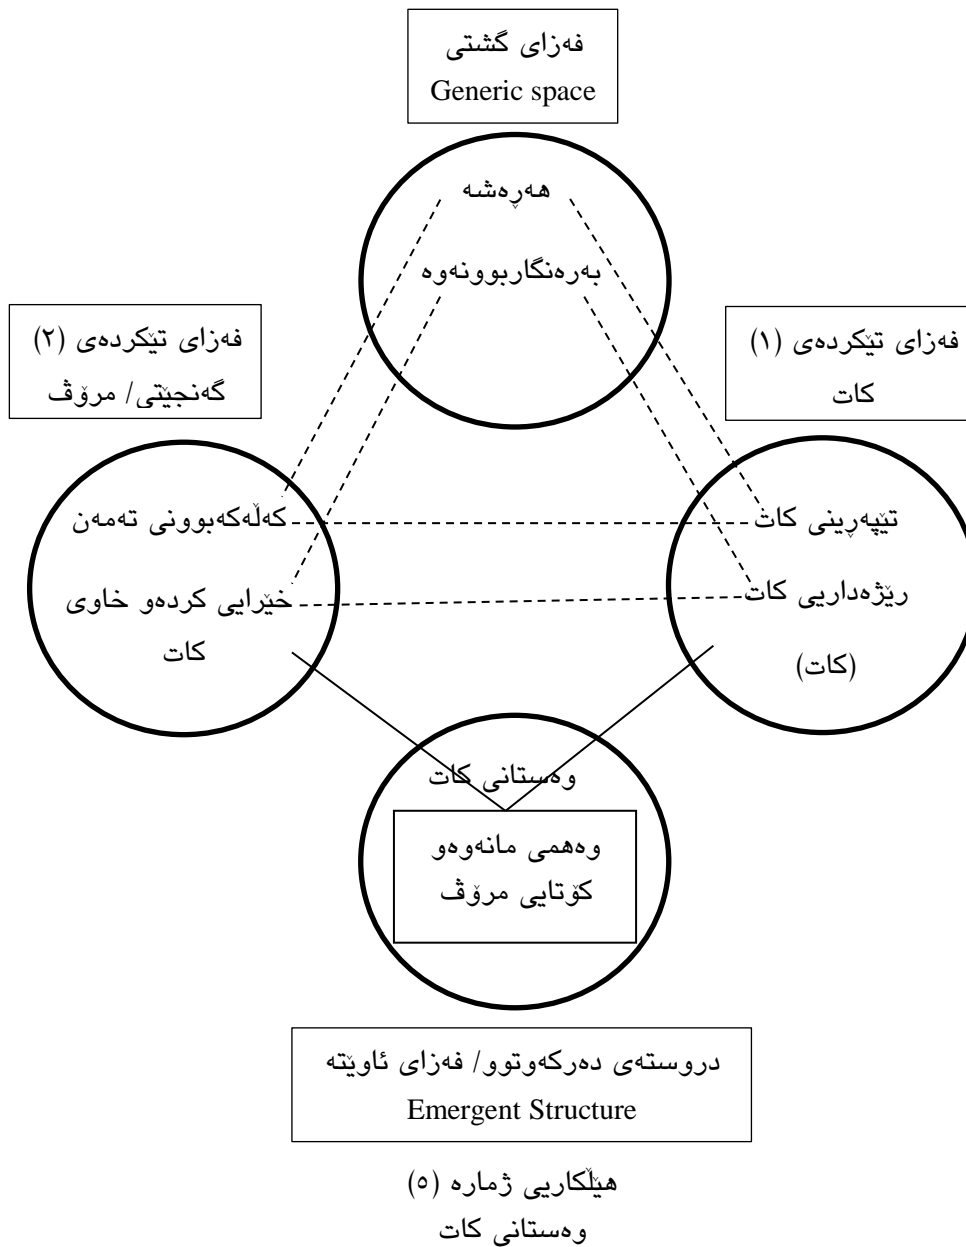 فەزای گشتی
Generic space
هەڕەشە
بەرەنگاربوونەوە
فەزای تێکردەی (١)
کات
فەزای تێکردەی (٢)
گەنجێتی/ مرۆڤ
تێپەڕینی کات
رێژەداریی کات
(کات)
کەڵەکەبوونی تەمەن
خێرایی کردەو خاوی
کات
وەستانی کات
وەهمی مانەوەو
کۆتایی مرۆڤ
دروستەی دەرکەوتوو/ فەزای ئاوێتە
Emergent Structure
هێڵکاریی ژمارە (٥)
وەستانی کات